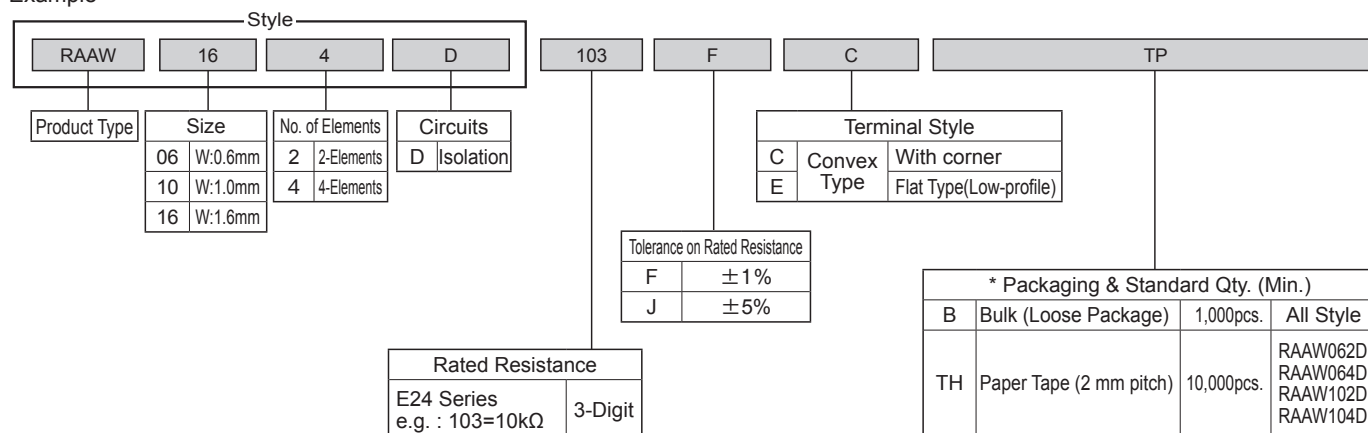 Example
Style
RAAW 16 4 D 103 F C TP
Product Type
Size
06 W:0.6mm
10 W:1.0mm
16 W:1.6mm
No. of Elements
2 2-Elements
4 4-Elements
Circuits
D Isolation
Terminal Style
C Convex Type With corner
E Flat Type(Low-profile)
Tolerance on Rated Resistance
F ±1%
J ±5%
Rated Resistance
E24 Series
e.g. : 103=10kΩ
3-Digit
* Packaging & Standard Qty. (Min.)
B Bulk (Loose Package) 1,000pcs. All Style
TH Paper Tape (2 mm pitch) 10,000pcs.
RAAW062D
RAAW064D
RAAW102D
RAAW104D